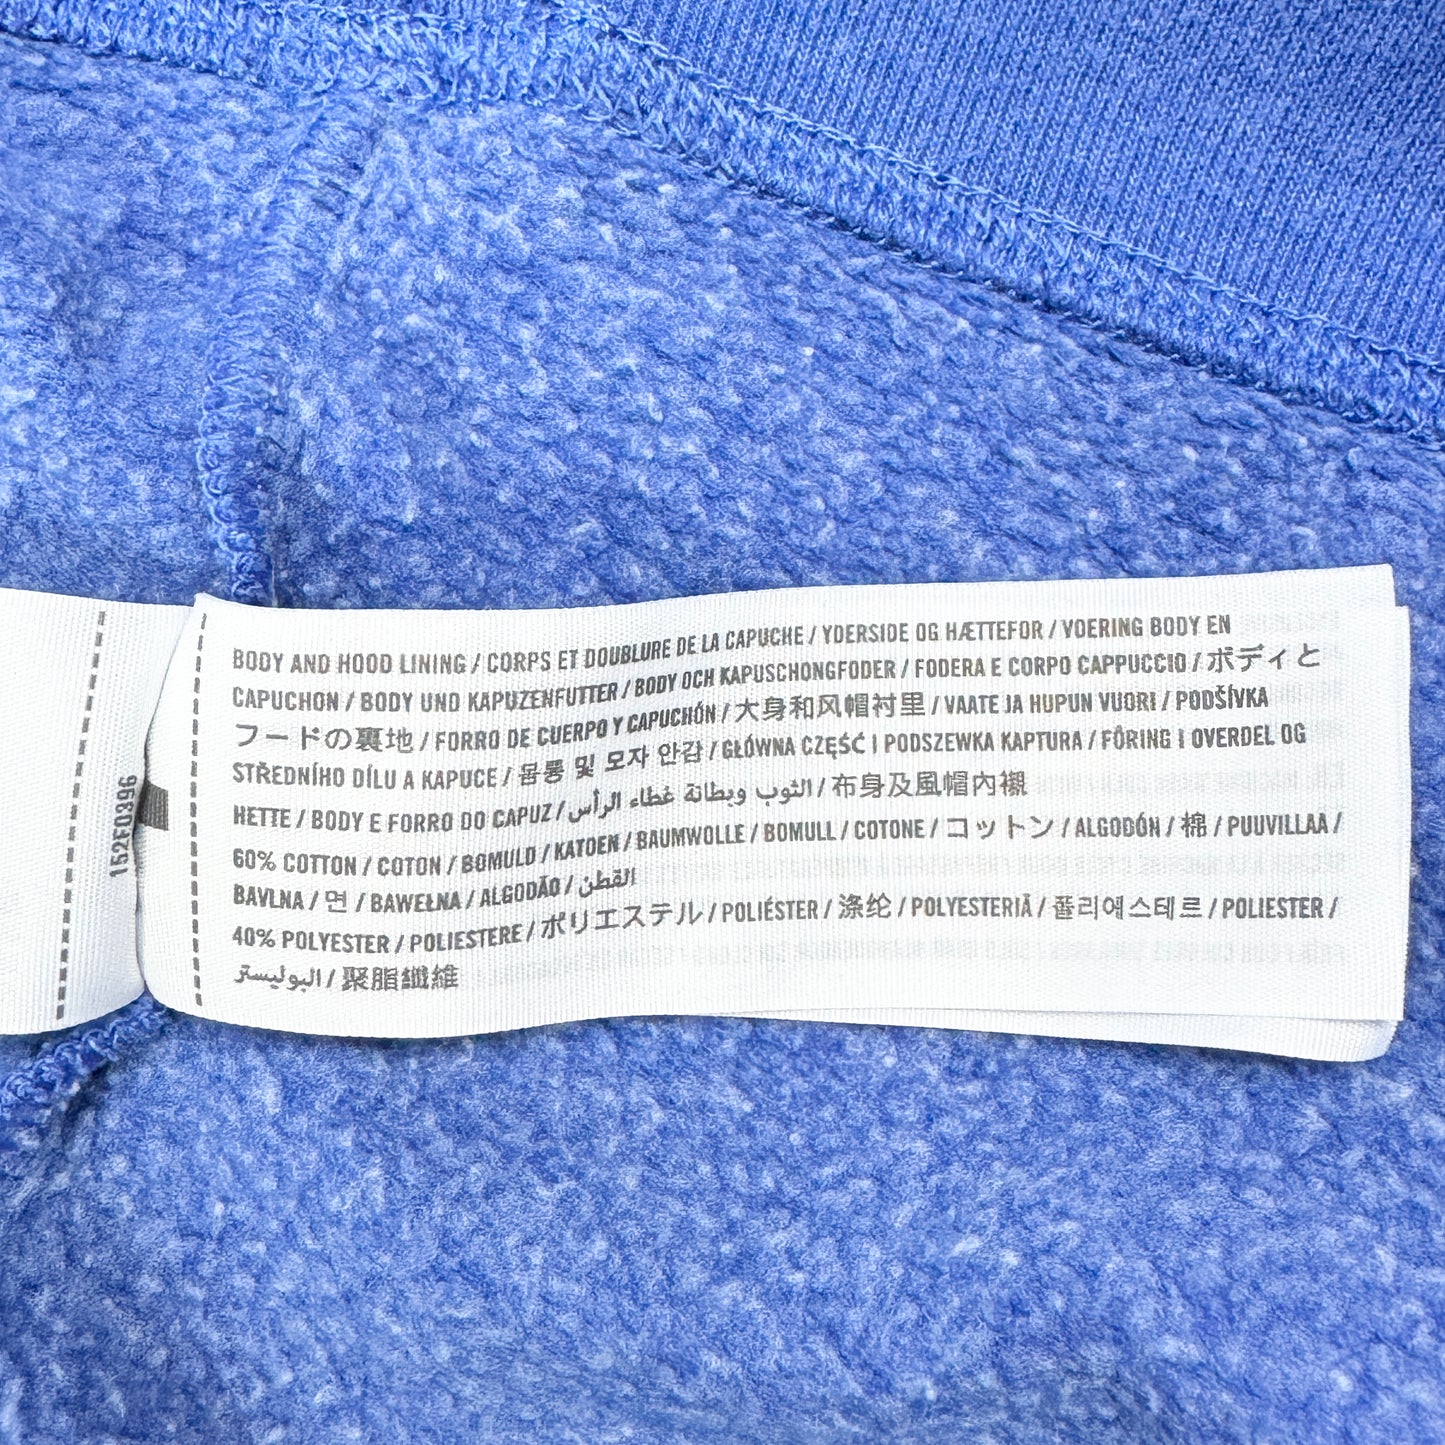 BODY AND HOOD LINING / CORPS ET DOUBLURE DE LA CAPUCHE / YDERSIDE OG HÆTTEFOR / VOERING BODY EN
CAPUCHON / BODY UND KAPUZENFUTTER / BODY OCH KAPUSCHONGFODER / FODERA E CORPO CAPPUCCIO / ボディと
フードの裏地 / FORRO DE CUERPO Y CAPUCHÓN / 大身和风帽衬里 / VAATE JA HUPUN VUORI / PODŠÍVKA
STŘEDNÍHO DÍLU A KAPUCE / 몸통 및 모자 안감 / GŁÓWNA CZĘŚĆ I PODSZEWKA KAPTURA / FÔRING I OVERDEL OG
HETTE / BODY E FORRO DO CAPUZ / الثوب وبطانة غطاء الرأس / 布身及風帽內襯
60% COTTON / COTON / BOMULD / KATOEN / BAUMWOLLE / BOMULL / COTONE / コットン / ALGODÓN / 棉 / PUUVILLAA /
BAVLNA / 면 / BAWEŁNA / ALGODÃO / القطن
40% POLYESTER / POLIESTERE / ポリエステル / POLIÉSTER / 涤纶 / POLYESTERIÄ / 폴리에스테르 / POLIESTER /
البوليستر / 聚脂纖維
152F0396